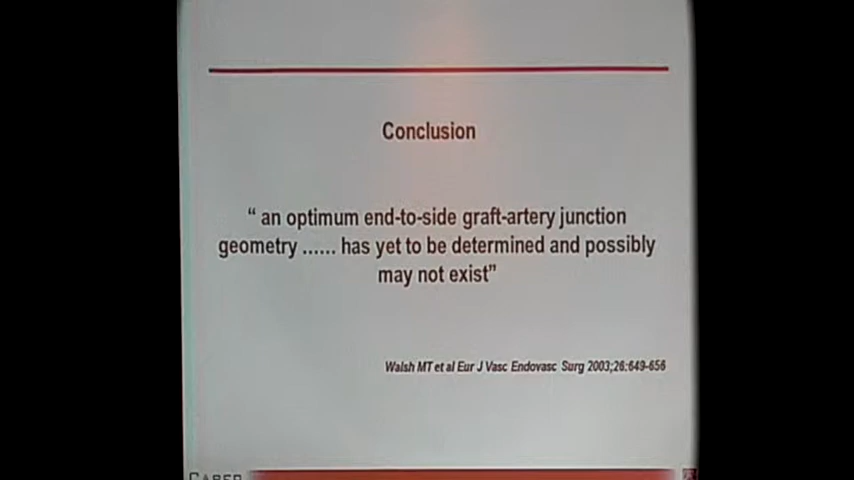 Conclusion
“ an optimum end-to-side graft-artery junction
geometry ...... has yet to be determined and possibly
may not exist”
Walsh MT et al Eur J Vasc Endovasc Surg 2003;26:649-656